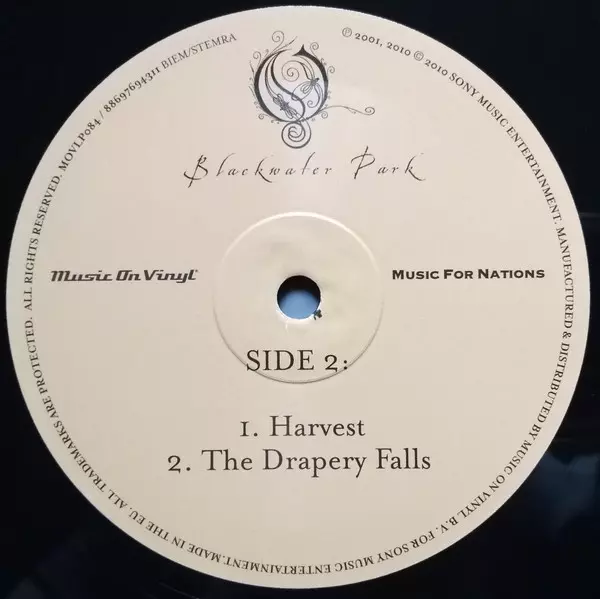 MOVLP084 / 88697694311 BIEM/STEMRA
℗ 2001, 2010 © 2010 SONY MUSIC ENTERTAINMENT. MANUFACTURED & DISTRIBUTED BY MUSIC ON VINYL B.V. FOR SONY MUSIC ENTERTAINMENT. MADE IN THE EU. ALL TRADEMARKS ARE PROTECTED. ALL RIGHTS RESERVED.
Blackwater Park
Music On Vinyl
MUSIC FOR NATIONS
SIDE 2:
1. Harvest
2. The Drapery Falls